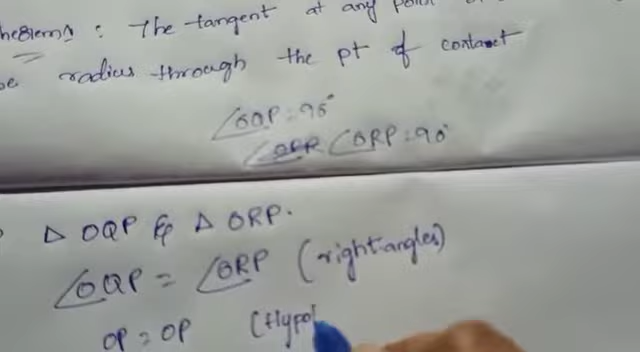 The tangent at any point
radius through the pt of contact
∠OQP = 90°
∠ORP = 90°
Δ OQP & Δ ORP.
∠OQP = ∠ORP (right angles)
OP = OP (Hypo